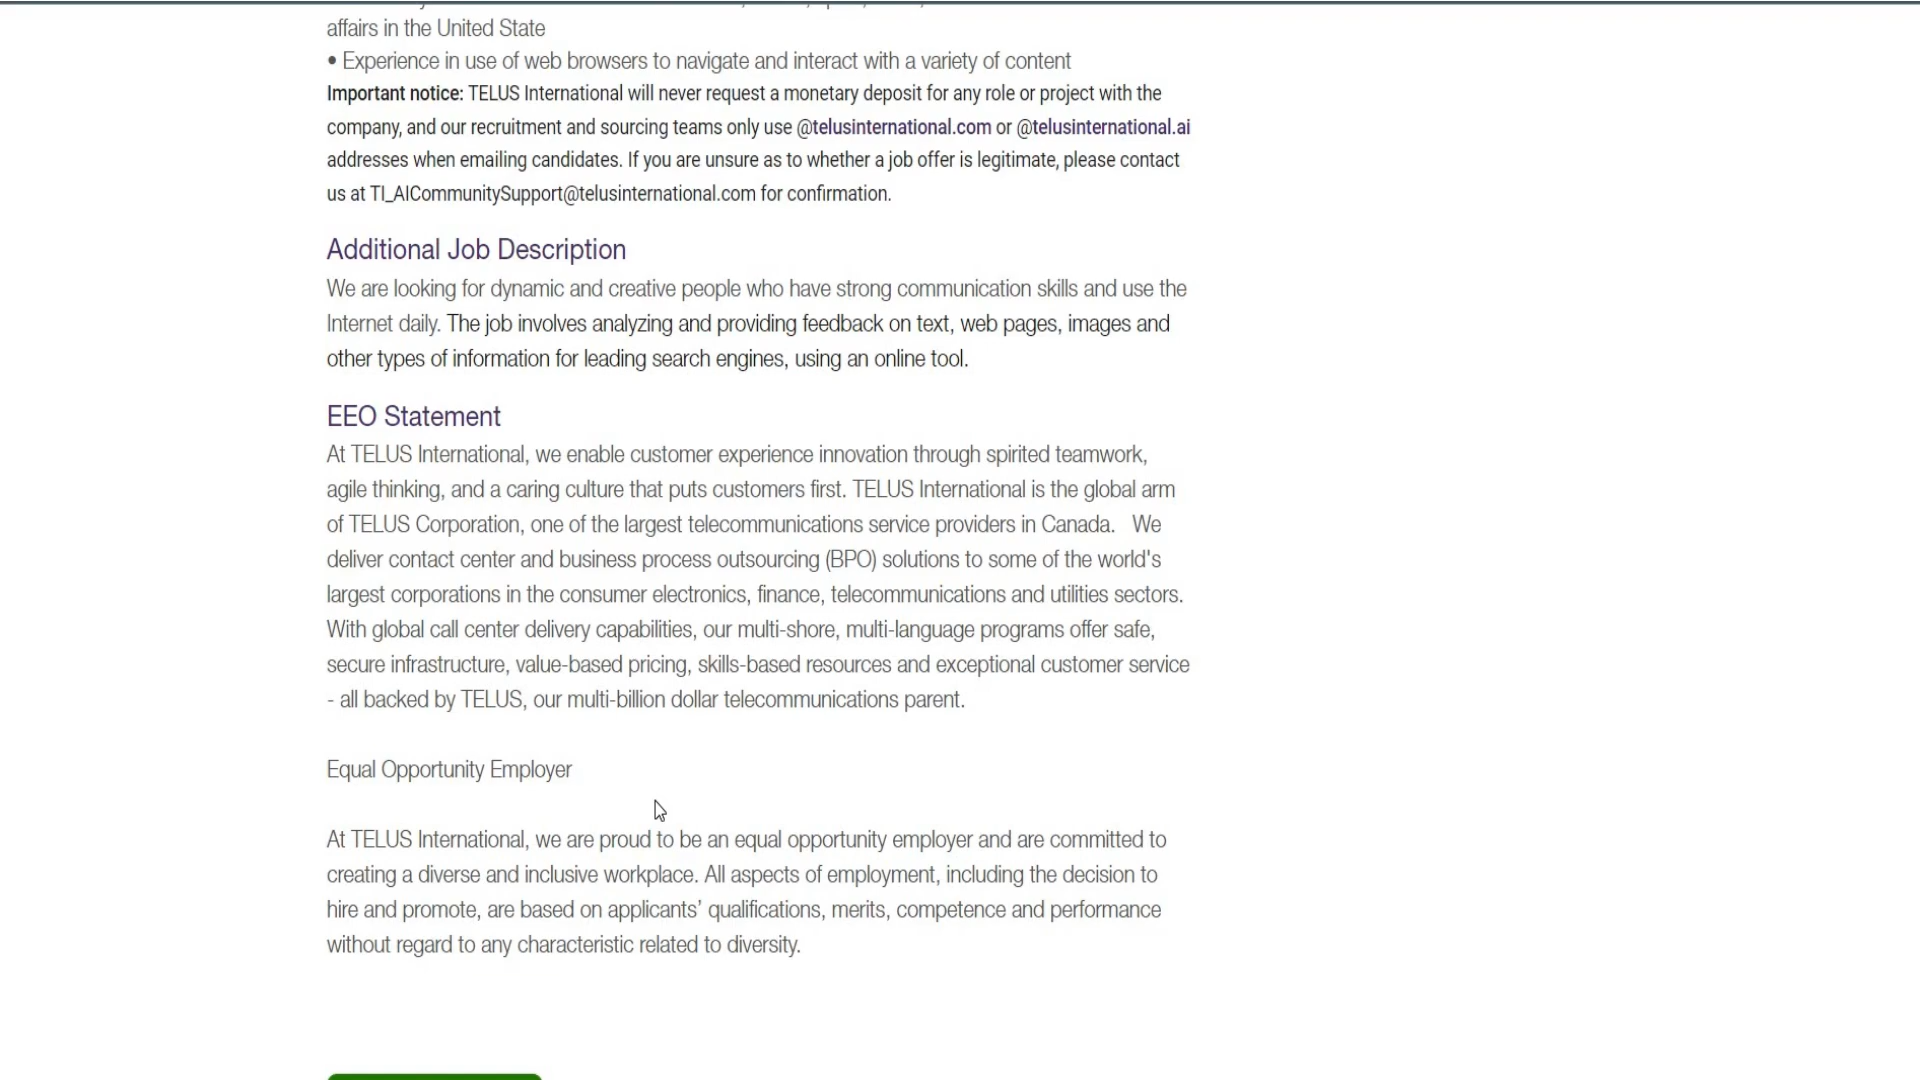 affairs in the United State
• Experience in use of web browsers to navigate and interact with a variety of content
Important notice: TELUS International will never request a monetary deposit for any role or project with the
company, and our recruitment and sourcing teams only use @telusinternational.com or @telusinternational.ai
addresses when emailing candidates. If you are unsure as to whether a job offer is legitimate, please contact
us at TI_AICommunitySupport@telusinternational.com for confirmation.
Additional Job Description
We are looking for dynamic and creative people who have strong communication skills and use the
Internet daily. The job involves analyzing and providing feedback on text, web pages, images and
other types of information for leading search engines, using an online tool.
EEO Statement
At TELUS International, we enable customer experience innovation through spirited teamwork,
agile thinking, and a caring culture that puts customers first. TELUS International is the global arm
of TELUS Corporation, one of the largest telecommunications service providers in Canada.   We
deliver contact center and business process outsourcing (BPO) solutions to some of the world's
largest corporations in the consumer electronics, finance, telecommunications and utilities sectors.
With global call center delivery capabilities, our multi-shore, multi-language programs offer safe,
secure infrastructure, value-based pricing, skills-based resources and exceptional customer service
- all backed by TELUS, our multi-billion dollar telecommunications parent.
Equal Opportunity Employer
At TELUS International, we are proud to be an equal opportunity employer and are committed to
creating a diverse and inclusive workplace. All aspects of employment, including the decision to
hire and promote, are based on applicants’ qualifications, merits, competence and performance
without regard to any characteristic related to diversity.